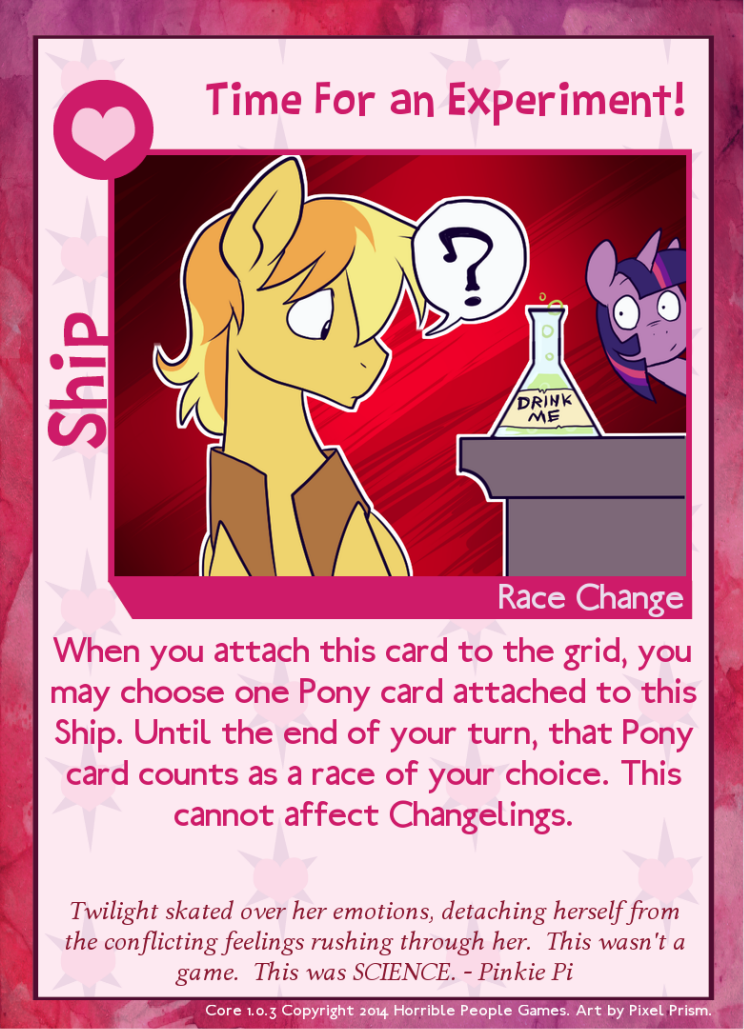 Time For an Experiment!
Ship
?
DRINK
ME
Race Change
When you attach this card to the grid, you
may choose one Pony card attached to this
Ship. Until the end of your turn, that Pony
card counts as a race of your choice. This
cannot affect Changelings.
Twilight skated over her emotions, detaching herself from
the conflicting feelings rushing through her.  This wasn't a
game.  This was SCIENCE. - Pinkie Pi
Core 1.0.3 Copyright 2014 Horrible People Games. Art by Pixel Prism.